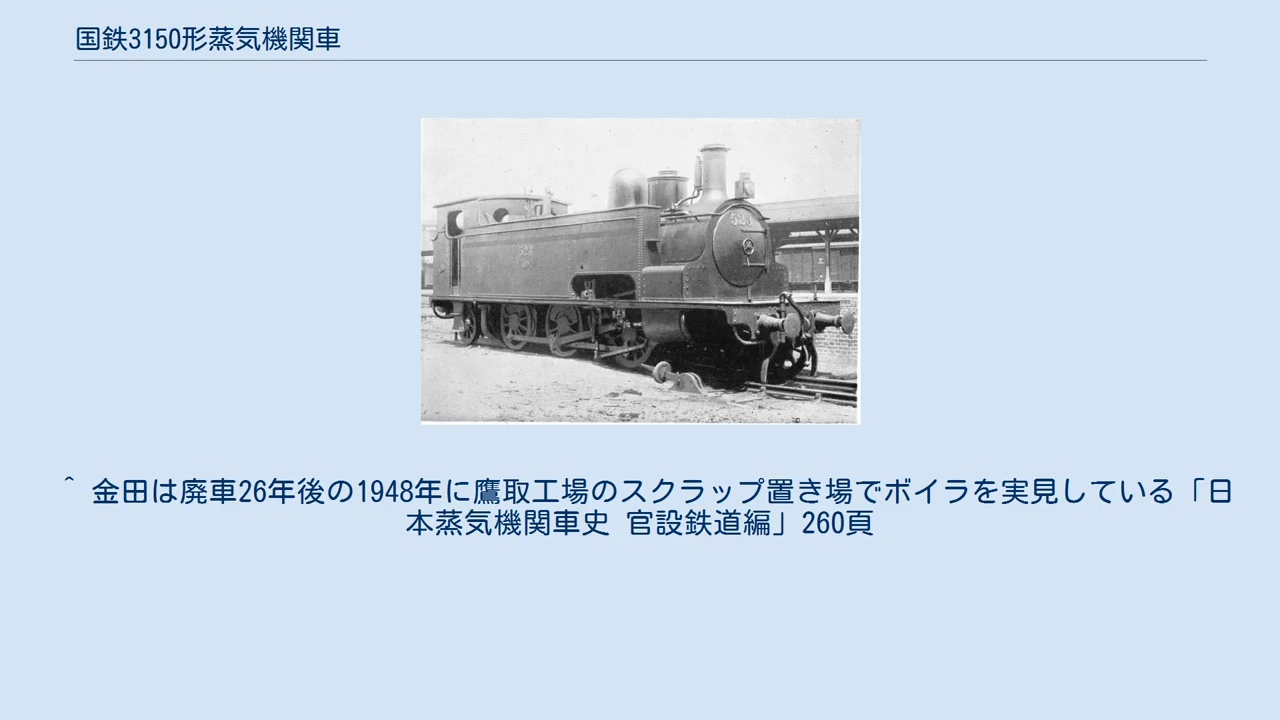 国鉄3150形蒸気機関車
^ 金田は廃車26年後の1948年に鷹取工場のスクラップ置き場でボイラを実見している「日
本蒸気機関車史 官設鉄道編」260頁